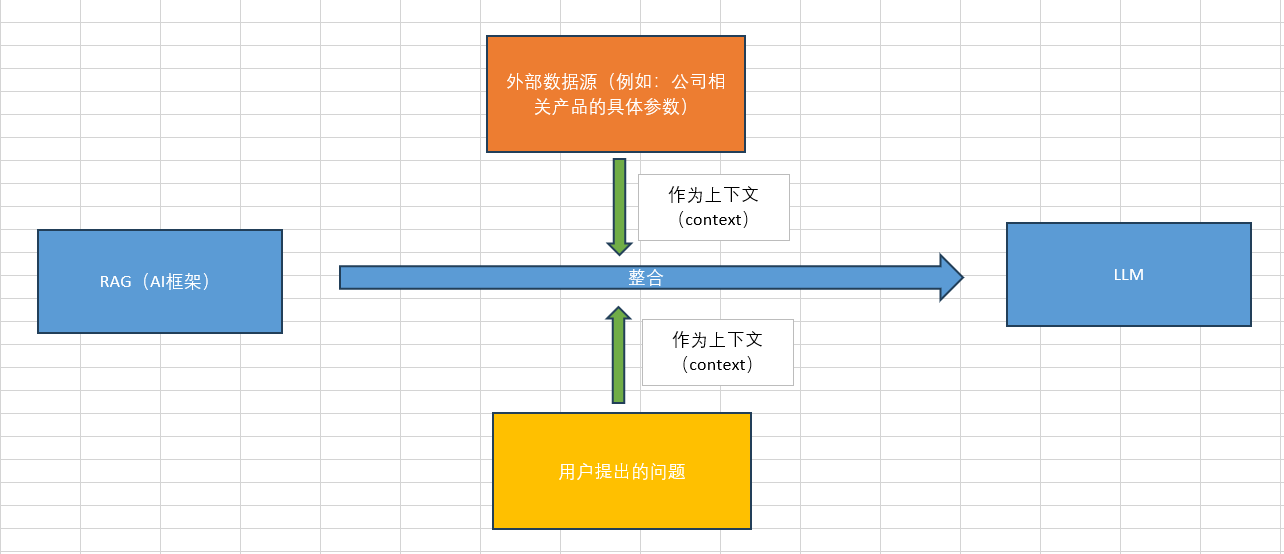 外部数据源（例如：公司相
关产品的具体参数）
作为上下文
（context）
RAG（AI框架）
整合
LLM
作为上下文
（context）
用户提出的问题